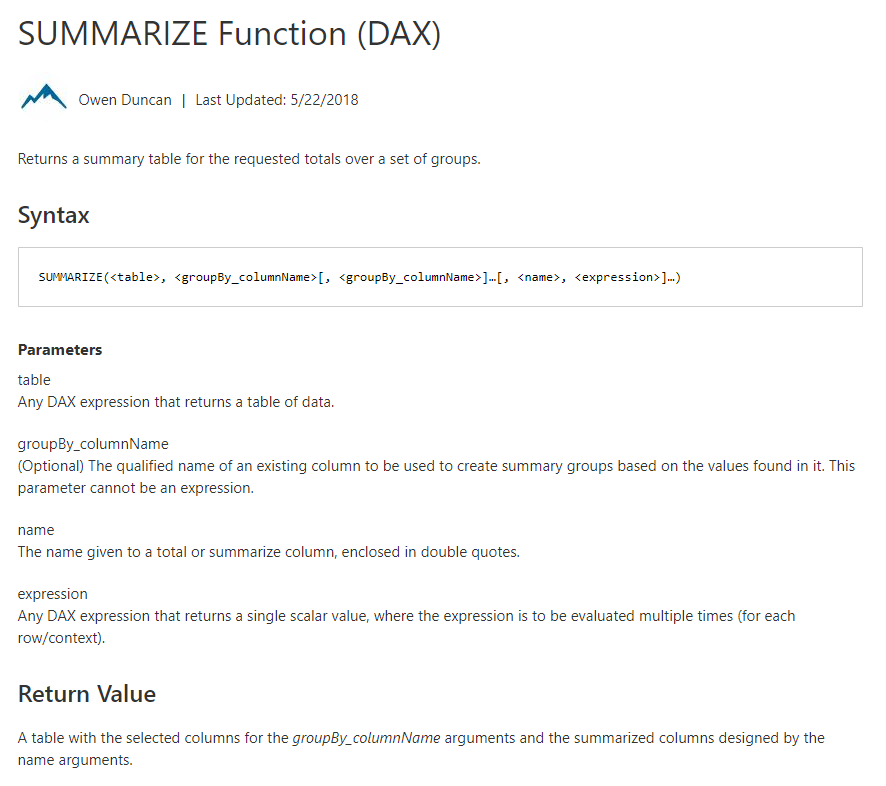 SUMMARIZE Function (DAX)
Owen Duncan | Last Updated: 5/22/2018
Returns a summary table for the requested totals over a set of groups.
Syntax
SUMMARIZE(<table>, <groupBy_columnName>[, <groupBy_columnName>]…[, <name>, <expression>]…)
Parameters
table
Any DAX expression that returns a table of data.
groupBy_columnName
(Optional) The qualified name of an existing column to be used to create summary groups based on the values found in it. This
parameter cannot be an expression.
name
The name given to a total or summarize column, enclosed in double quotes.
expression
Any DAX expression that returns a single scalar value, where the expression is to be evaluated multiple times (for each
row/context).
Return Value
A table with the selected columns for the groupBy_columnName arguments and the summarized columns designed by the
name arguments.